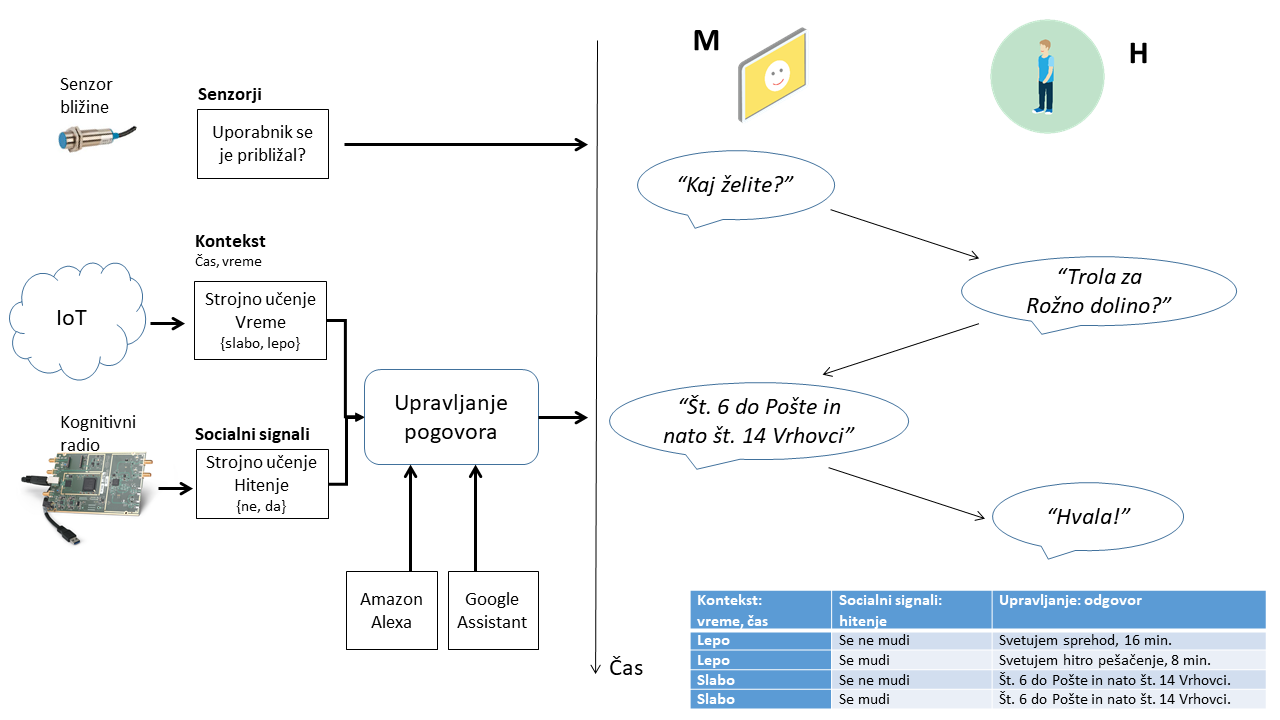 Senzor
bližine
Senzorji
Uporabnik se
je približal?
Kontekst
Čas, vreme
IoT
Strojno učenje
Vreme
{slabo, lepo}
Kognitivni
radio
Socialni signali
Strojno učenje
Hitenje
{ne, da}
Upravljanje
pogovora
Amazon
Alexa
Google
Assistant
Čas
M
H
“Kaj želite?”
“Trola za
Rožno dolino?”
“Št. 6 do Pošte in
nato št. 14 Vrhovci”
“Hvala!”
Kontekst: Socialni signali: Upravljanje: odgovor
vreme, čas hitenje
Lepo Se ne mudi Svetujem sprehod, 16 min.
Lepo Se mudi Svetujem hitro pešačenje, 8 min.
Slabo Se ne mudi Št. 6 do Pošte in nato št. 14 Vrhovci.
Slabo Se mudi Št. 6 do Pošte in nato št. 14 Vrhovci.